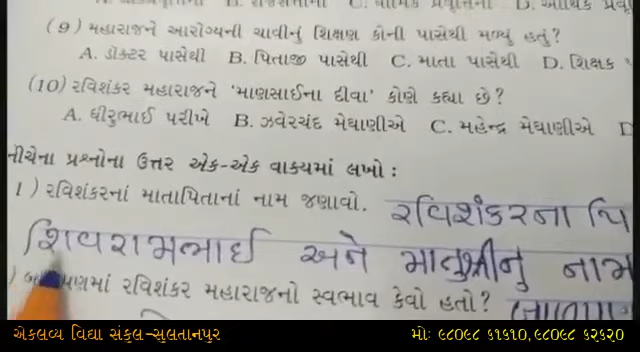 (9) મહારાજને આરોગ્યની ચાવીનું શિક્ષણ કોની પાસેથી મળ્યુ હતું?
A. ડોક્ટર પાસેથી B. પિતાજી પાસેથી C. માતા પાસેથી D. શિક્ષક
(10) રવિશંકર મહારાજને 'માણસાઈના દીવા' કોણે કહ્યા છે?
A. ધીરુભાઈ પરીખે B. ઝવેરચંદ મેઘાણીએ C. મહેન્દ્ર મેઘાણીએ D
નીચેના પ્રશ્નોના ઉત્તર એક-એક વાક્યમાં લખો :
1) રવિશંકરનાં માતાપિતાનાં નામ જણાવો. રવિશંકરના પિ
શિવરામભાઈ અને માતુશ્રીનું નામ
રવિશંકર મહારાજનો સ્વભાવ કેવો હતો?
એકલવ્ય વિદ્યા સંકુલ-સુલતાનપુર મોઃ ૯૮૦૯૮ ૬૧૬૧૦,૯૮૦૯૮ ૬૨૬૨૦